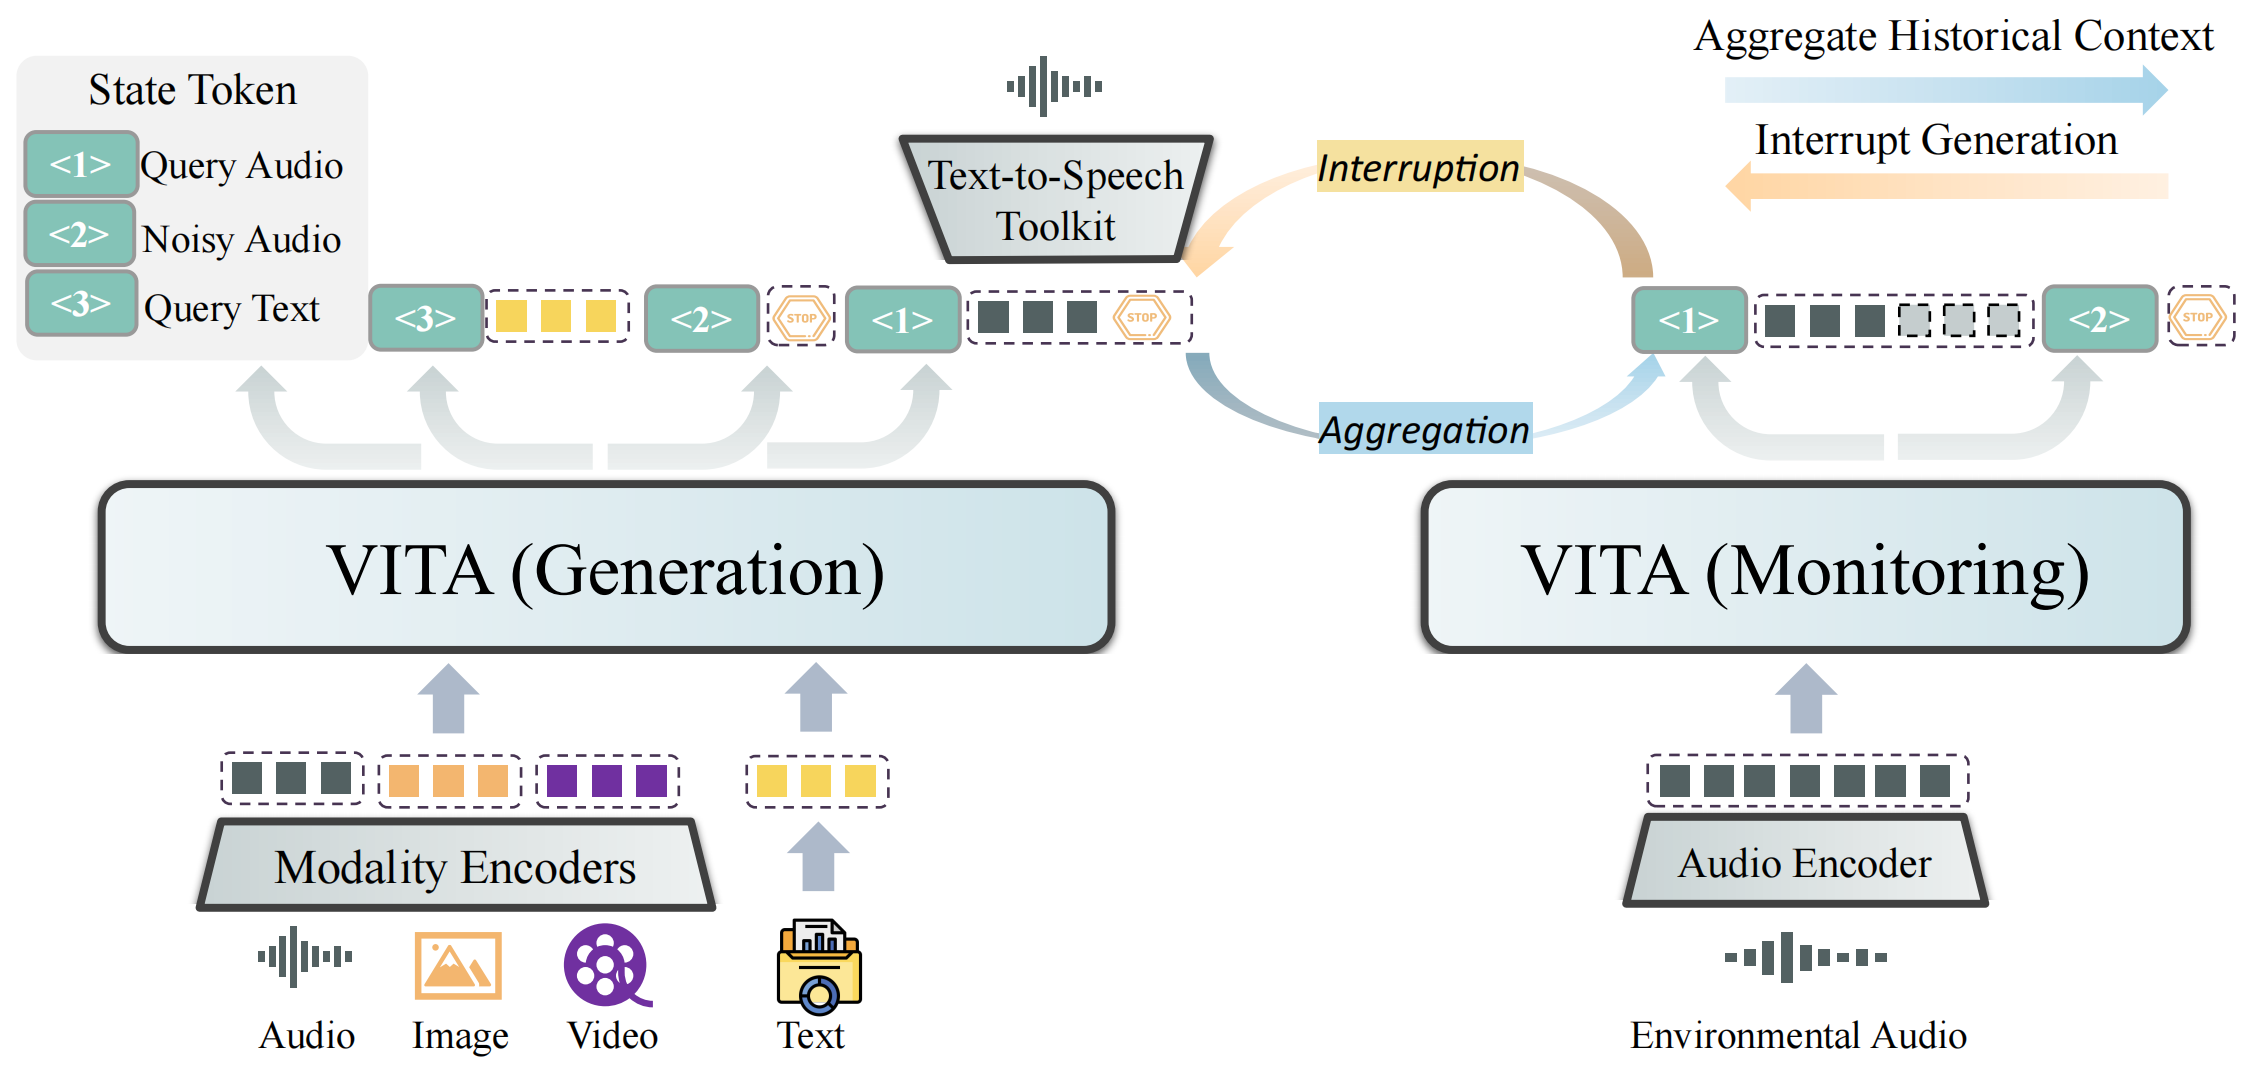 State Token
<1> Query Audio
<2> Noisy Audio
<3> Query Text
Text-to-Speech
Toolkit
Interruption
Aggregate Historical Context
Interrupt Generation
<3> <2> STOP <1> STOP
<1> <2> STOP
Aggregation
VITA (Generation)
VITA (Monitoring)
Modality Encoders
Audio Encoder
Audio Image Video Text
Environmental Audio